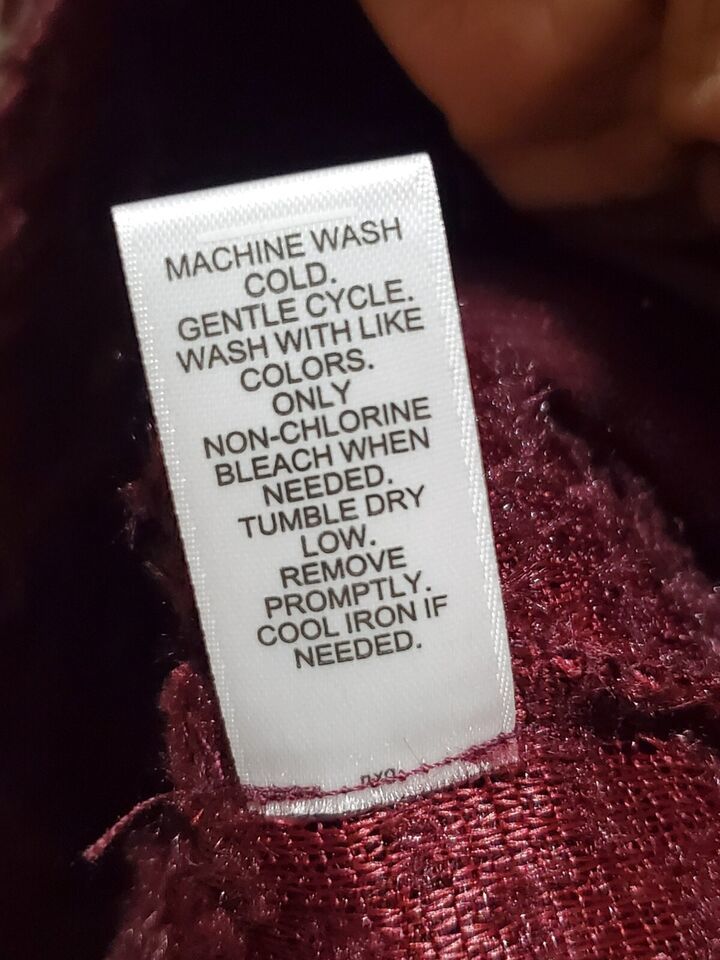 MACHINE WASH
COLD.
GENTLE CYCLE.
WASH WITH LIKE
COLORS.
ONLY
NON-CHLORINE
BLEACH WHEN
NEEDED.
TUMBLE DRY
LOW.
REMOVE
PROMPTLY.
COOL IRON IF
NEEDED.